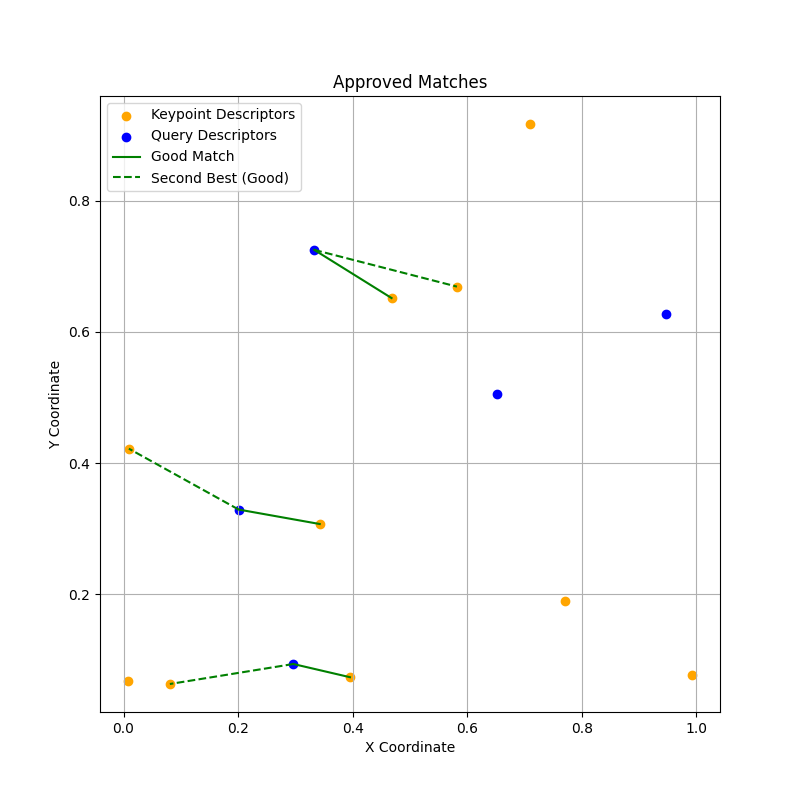 Approved Matches
Keypoint Descriptors
Query Descriptors
Good Match
Second Best (Good)
Y Coordinate
0.8
0.6
0.4
0.2
0.0 0.2 0.4 0.6 0.8 1.0
X Coordinate